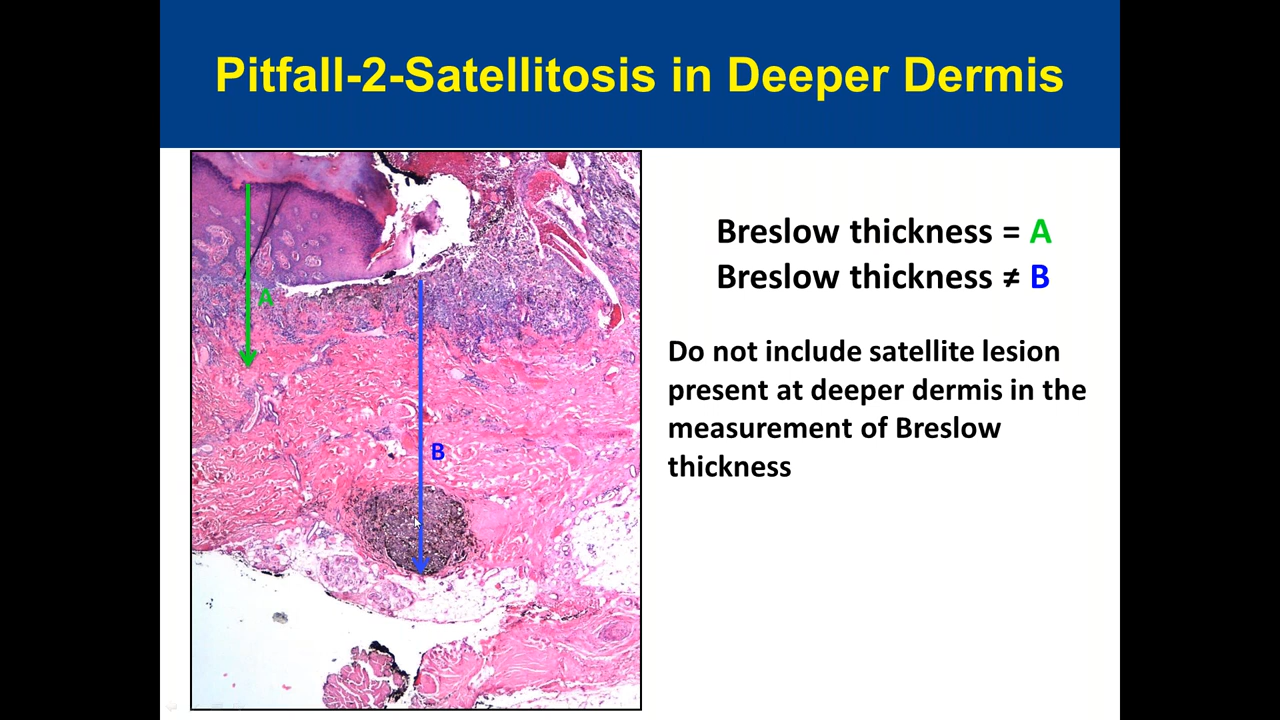 Pitfall-2-Satellitosis in Deeper Dermis
A
B
Breslow thickness = A
Breslow thickness ≠ B
Do not include satellite lesion
present at deeper dermis in the
measurement of Breslow
thickness